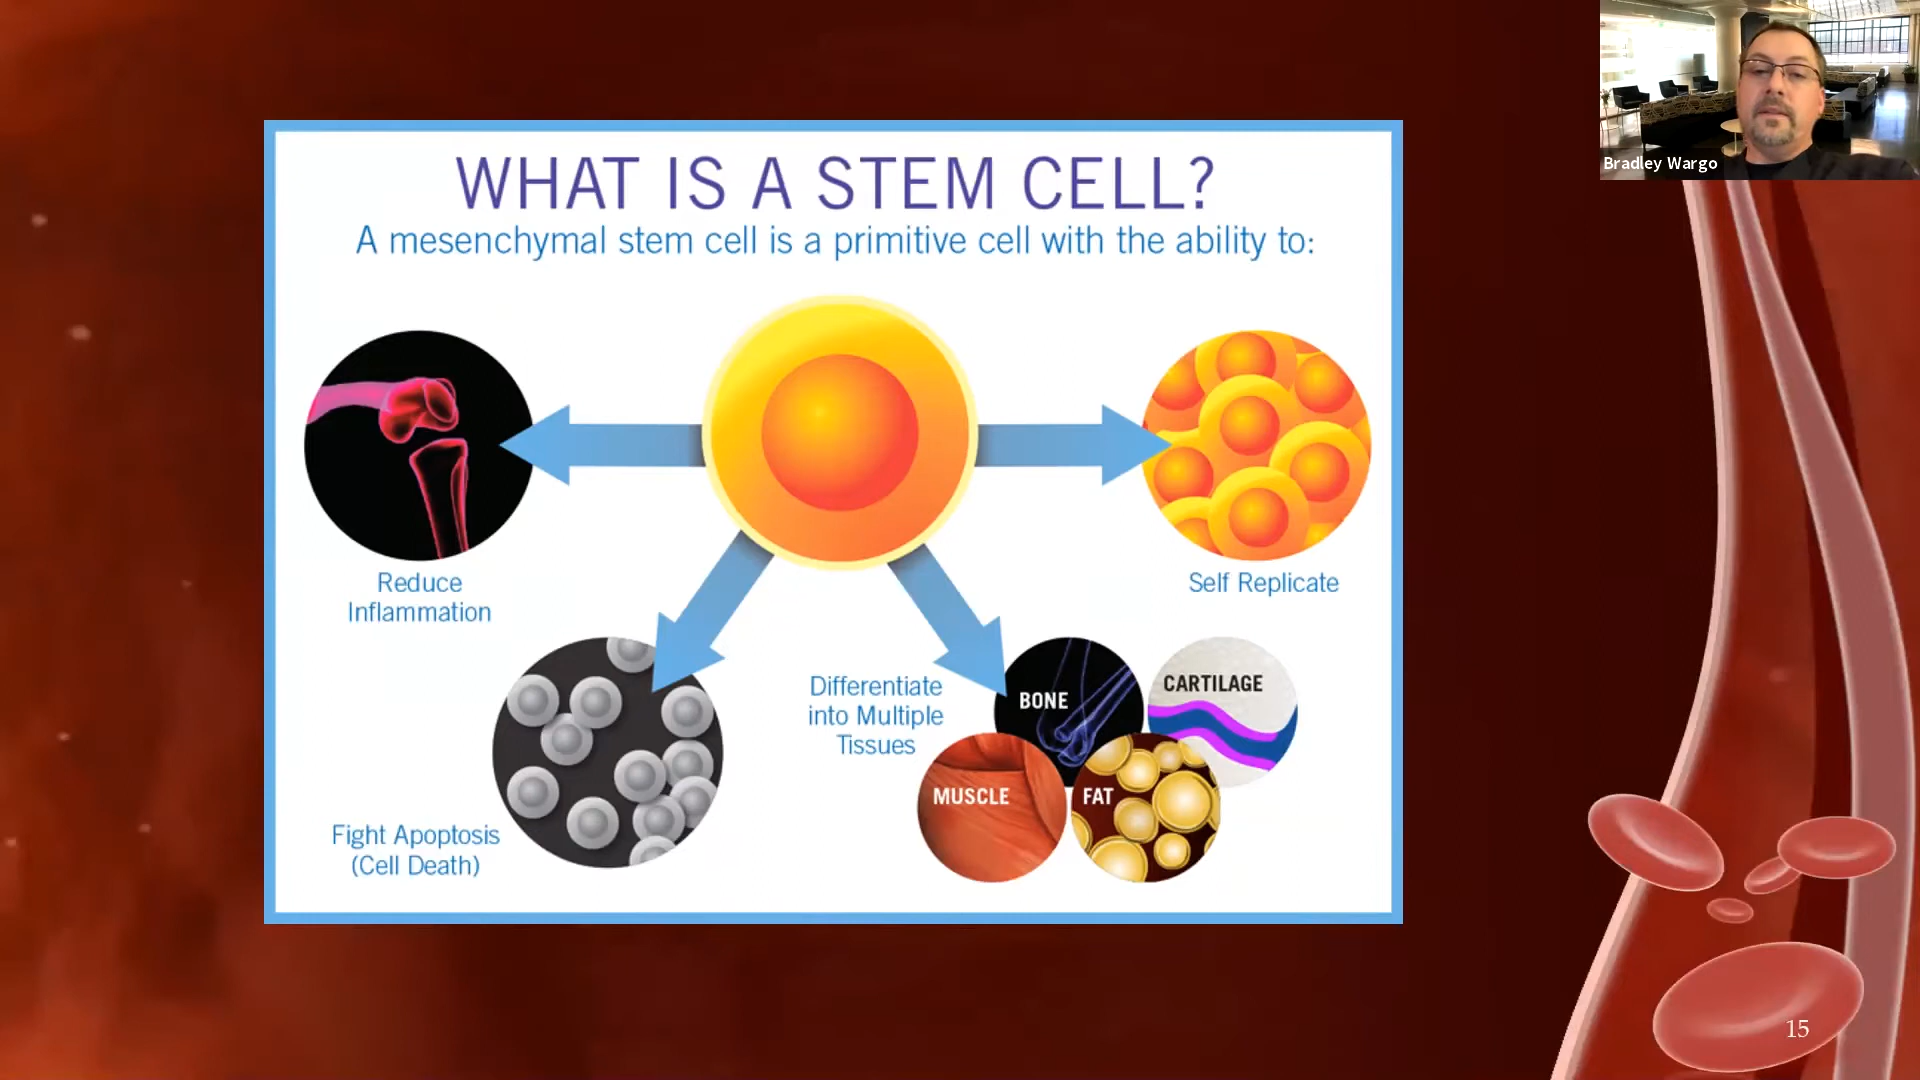 WHAT IS A STEM CELL?
A mesenchymal stem cell is a primitive cell with the ability to:
Reduce
Inflammation
Self Replicate
Differentiate
into Multiple
Tissues
BONE
CARTILAGE
MUSCLE
FAT
Fight Apoptosis
(Cell Death)
Bradley Wargo
15